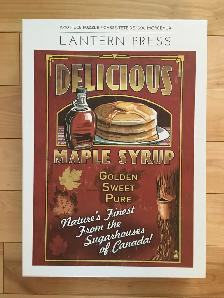 LANTERN PRESS
DELICIOUS
MAPLE SYRUP
GOLDEN
SWEET
PURE
Nature's Finest
From the
Sugarhouses
of Canada!